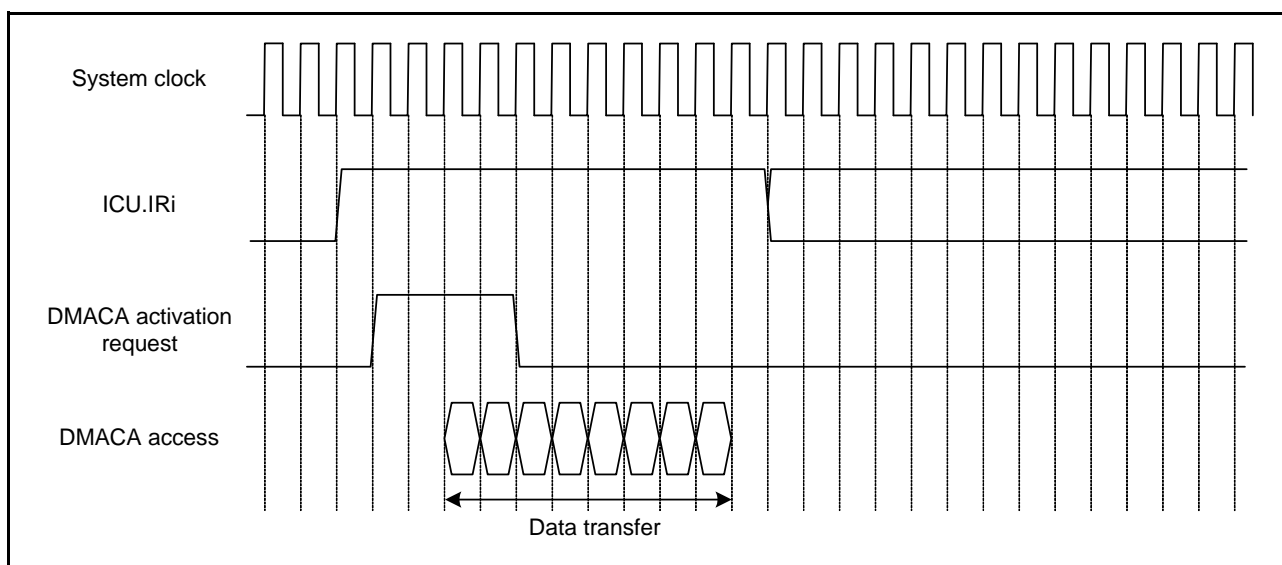 System clock
ICU.IRi
DMACA activation
request
DMACA access
Data transfer